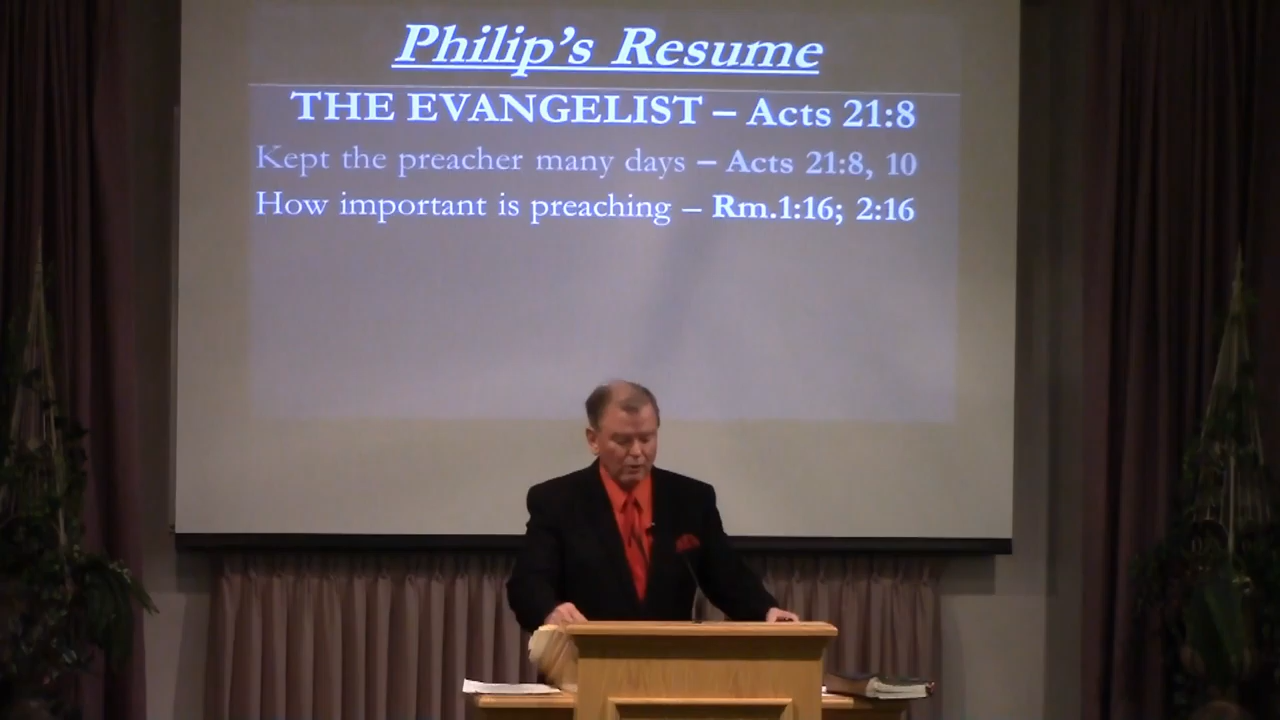 Philip's Resume
THE EVANGELIST – Acts 21:8
Kept the preacher many days – Acts 21:8, 10
How important is preaching – Rm.1:16; 2:16